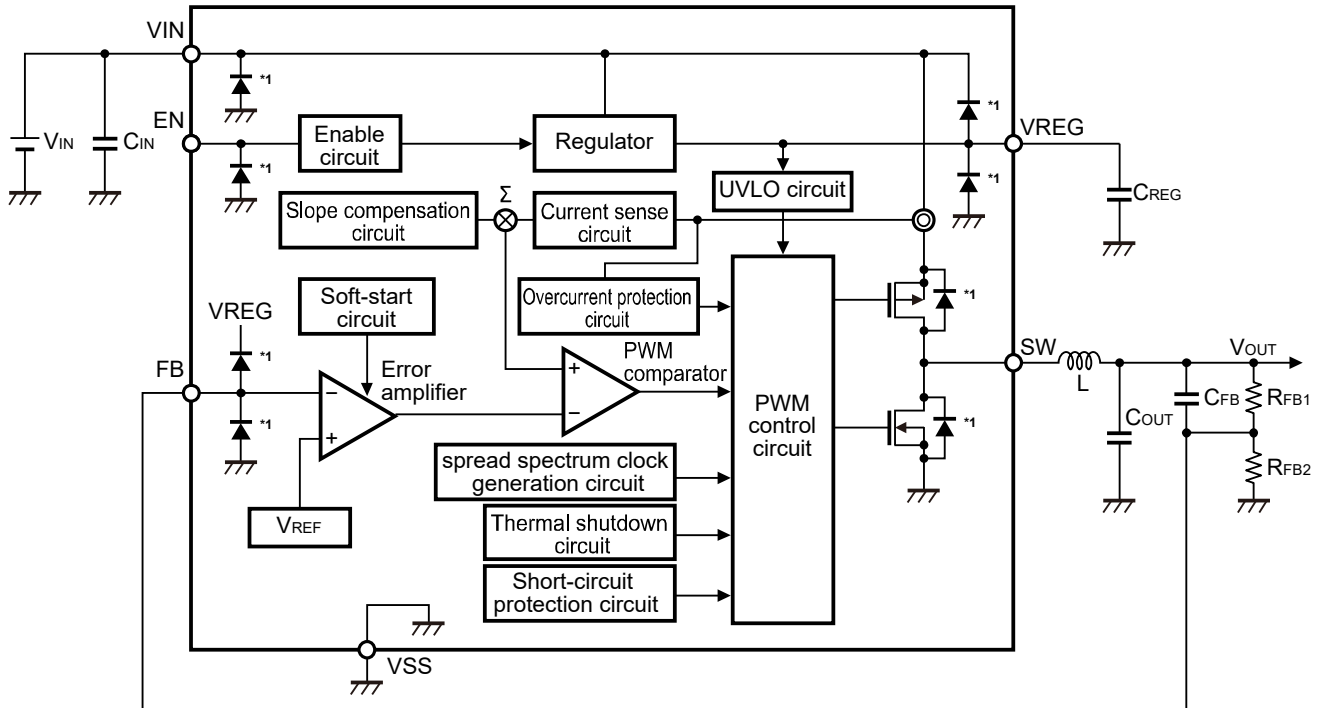 VIN
*1
*1
EN
*1
VIN
CIN
Enable
circuit
Regulator
VREG
*1
CREG
UVLO circuit
Slope compensation
circuit
Σ
Current sense
circuit
Soft-start
circuit
Overcurrent protection
circuit
*1
VREG
*1
FB
*1
Error
amplifier
−
+
PWM
comparator
+
−
PWM
control
circuit
SW
L
VOUT
*1
COUT
CFB
RFB1
RFB2
VREF
spread spectrum clock
generation circuit
Thermal shutdown
circuit
Short-circuit
protection circuit
VSS